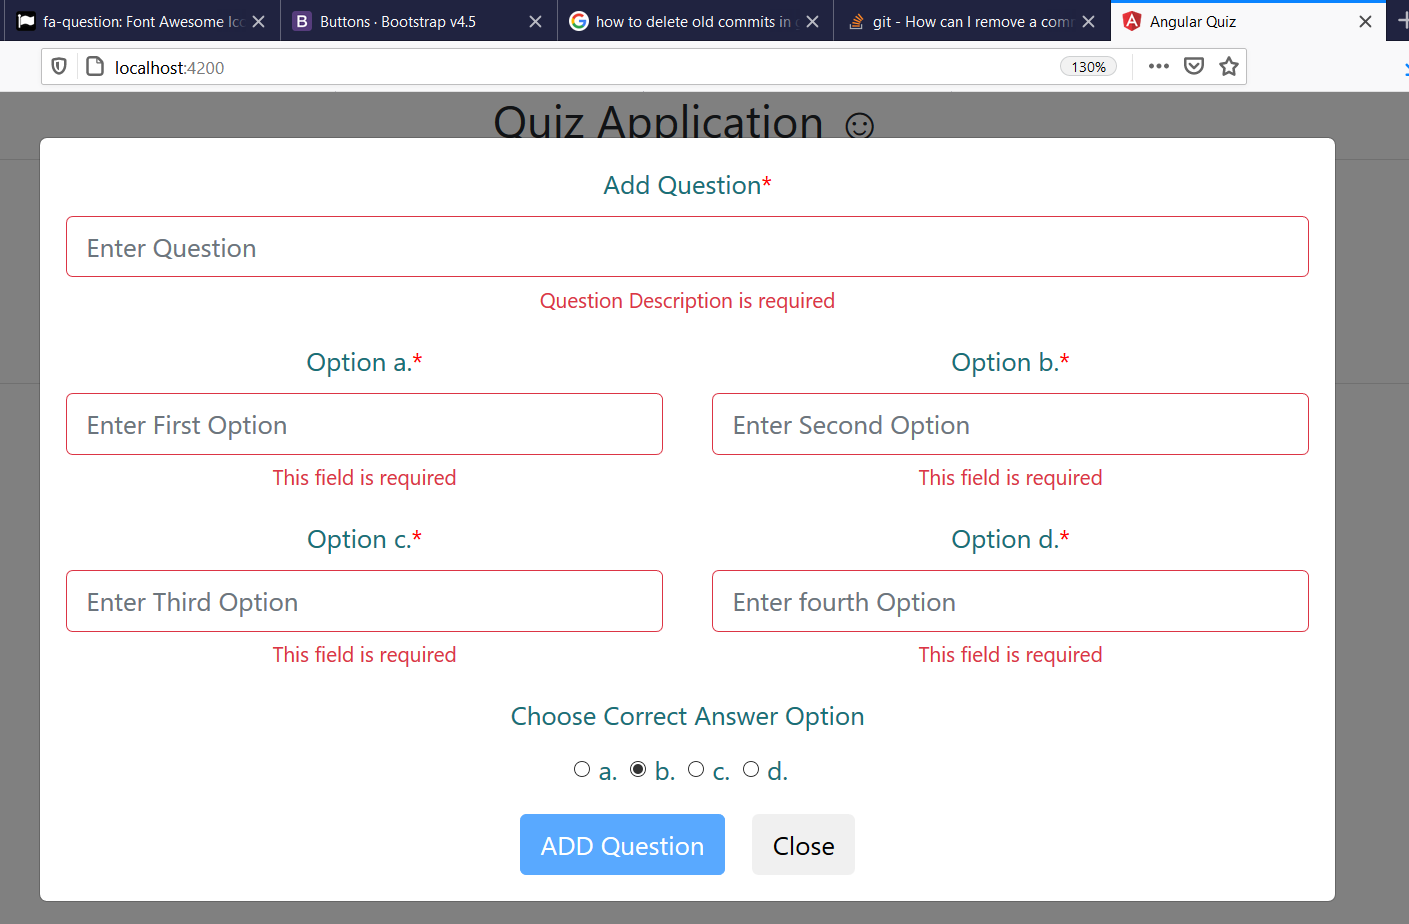 fa-question: Font Awesome Ic
Buttons · Bootstrap v4.5
how to delete old commits in
git - How can I remove a com
Angular Quiz
localhost:4200
130%
Quiz Application
Add Question*
Enter Question
Question Description is required
Option a.*
Option b.*
Enter First Option
Enter Second Option
This field is required
This field is required
Option c.*
Option d.*
Enter Third Option
Enter fourth Option
This field is required
This field is required
Choose Correct Answer Option
a. b. c. d.
ADD Question
Close